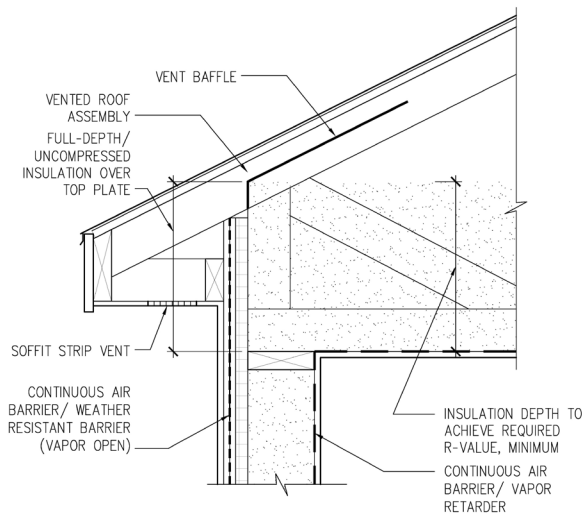 VENT BAFFLE
VENTED ROOF
ASSEMBLY
FULL-DEPTH/
UNCOMPRESSED
INSULATION OVER
TOP PLATE
SOFFIT STRIP VENT
CONTINUOUS AIR
BARRIER/ WEATHER
RESISTANT BARRIER
(VAPOR OPEN)
INSULATION DEPTH TO
ACHIEVE REQUIRED
R-VALUE, MINIMUM
CONTINUOUS AIR
BARRIER/ VAPOR
RETARDER